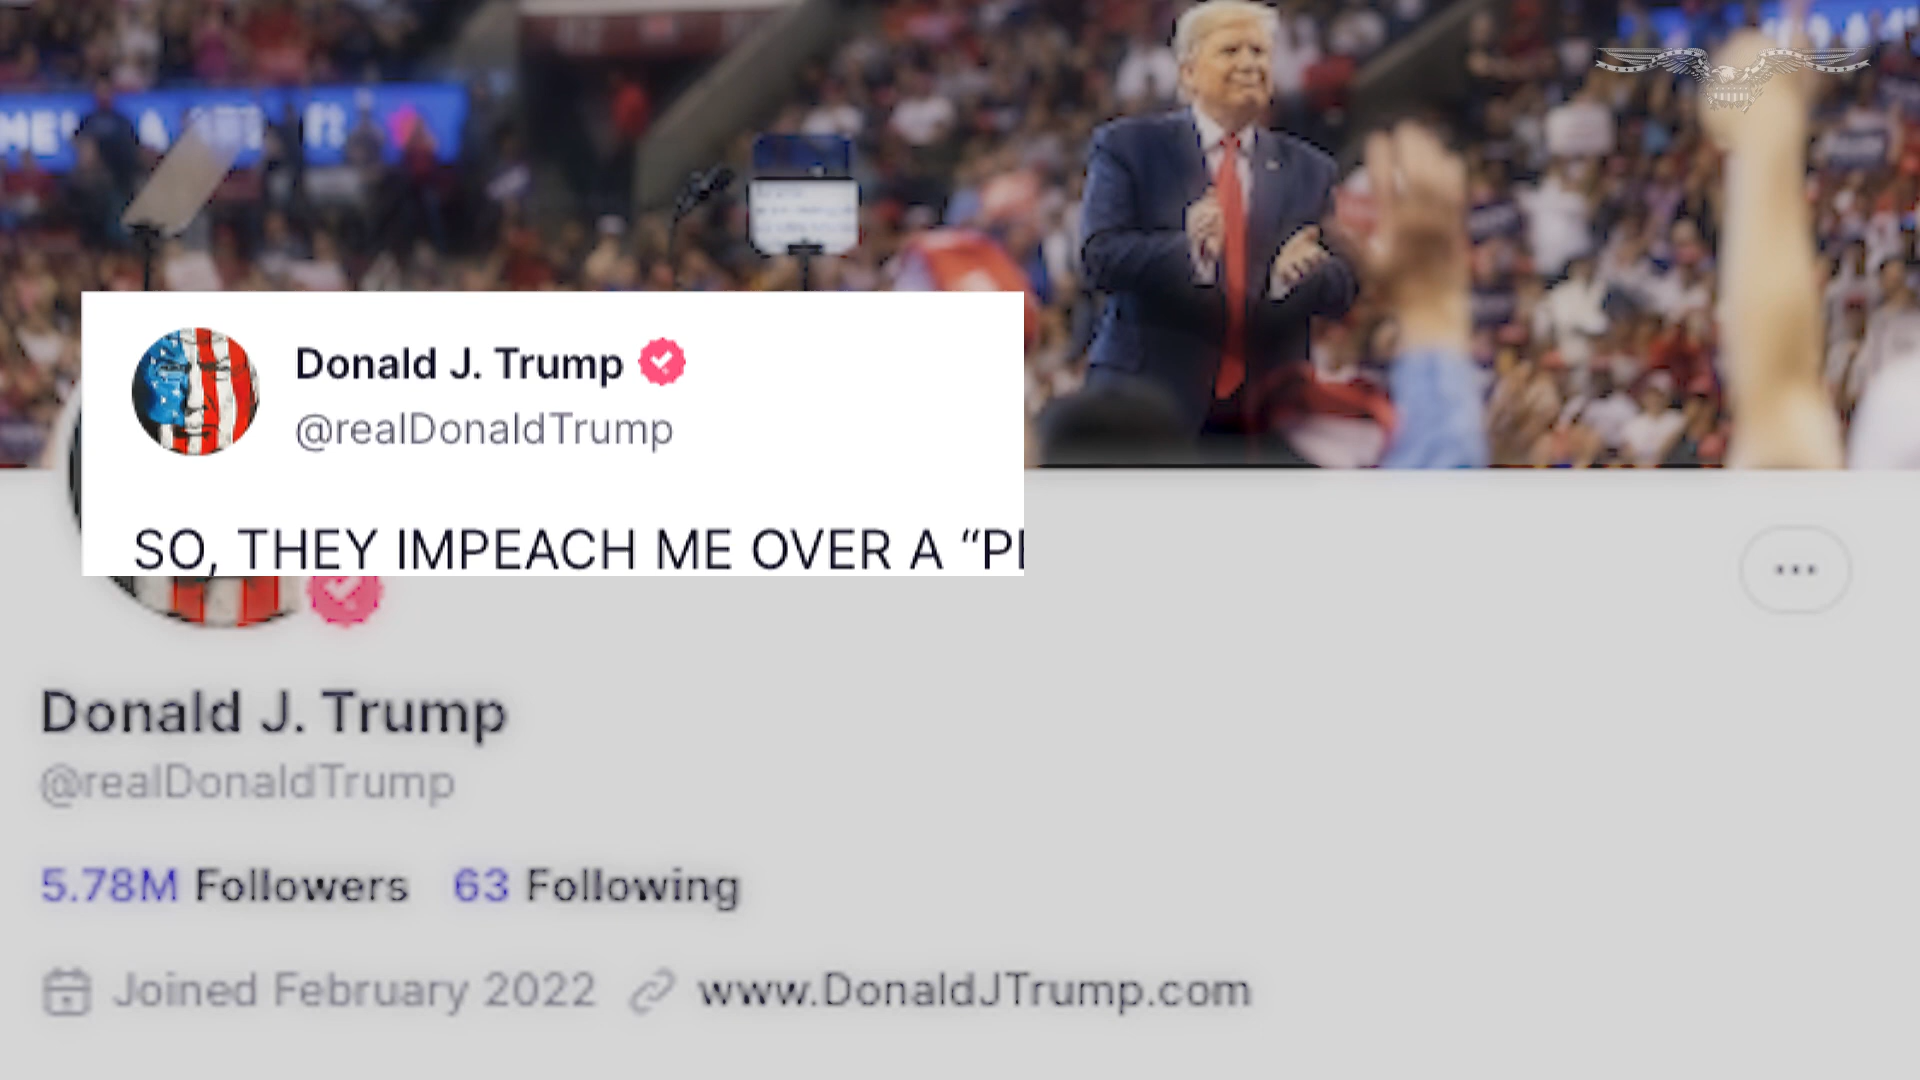 Donald J. Trump
@realDonaldTrump
SO, THEY IMPEACH ME OVER A “P
Donald J. Trump
@realDonaldTrump
5.78M Followers 63 Following
Joined February 2022 www.DonaldJTrump.com